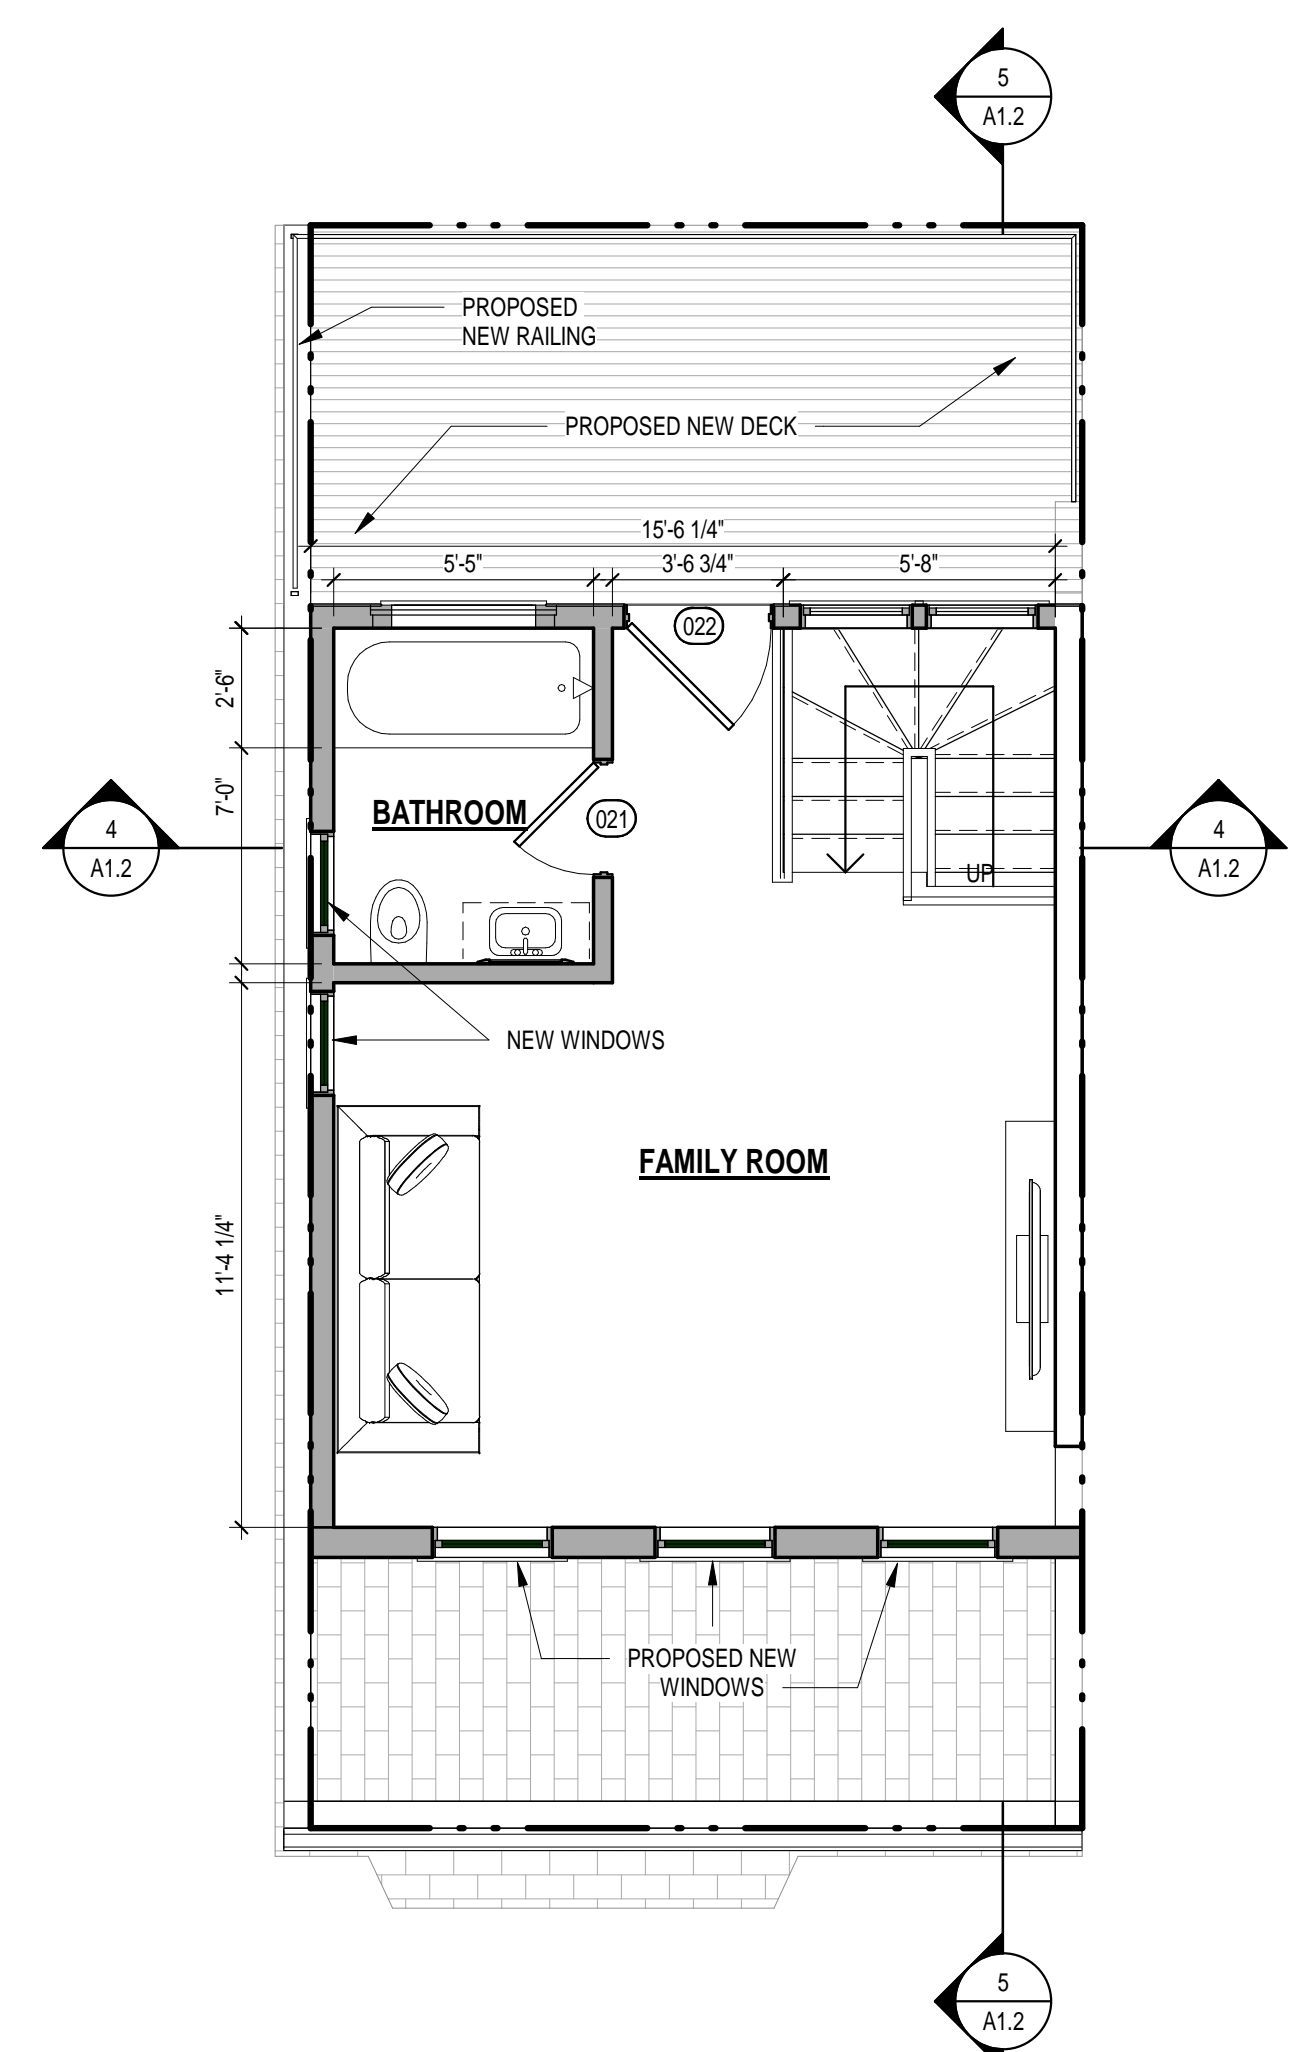 5
A1.2
PROPOSED
NEW RAILING
PROPOSED NEW DECK
15'-6 1/4"
5'-5"
3'-6 3/4"
5'-8"
022
2'-6"
7'-0"
BATHROOM
021
4
A1.2
4
A1.2
UP
NEW WINDOWS
FAMILY ROOM
11'-4 1/4"
PROPOSED NEW
WINDOWS
5
A1.2